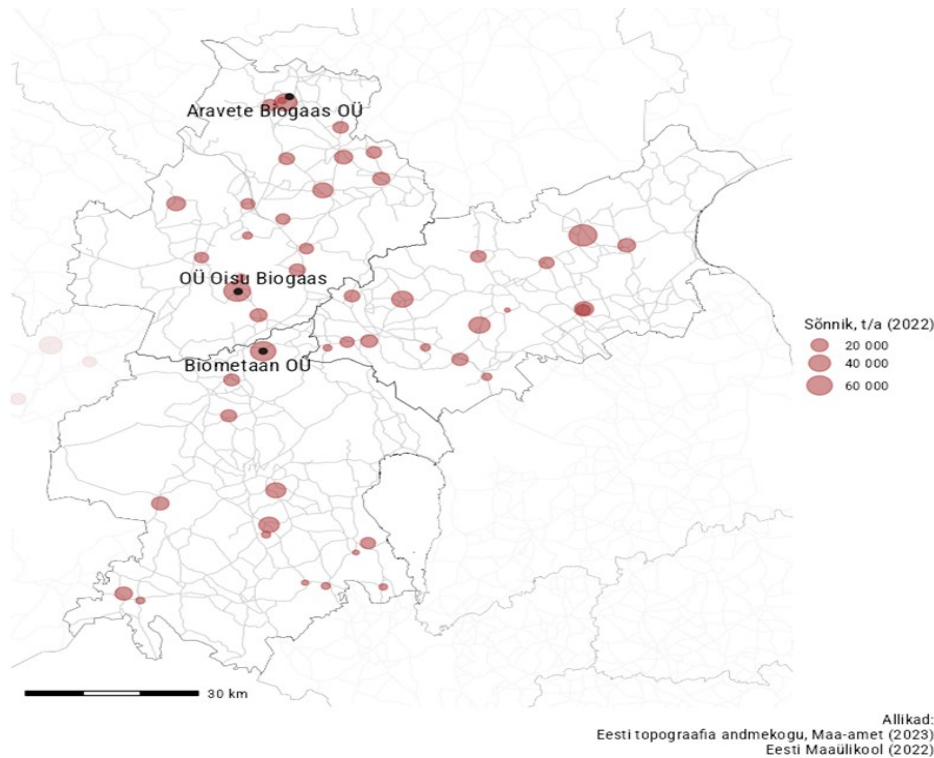 Aravete Biogaas OÜ
OÜ Oisu Biogaas
Biometaan OÜ
Sõnnik, t/a (2022)
20 000
40 000
60 000
30 km
Allikad:
Eesti topograafia andmekogu, Maa-amet (2023)
Eesti Maaülikool (2022)